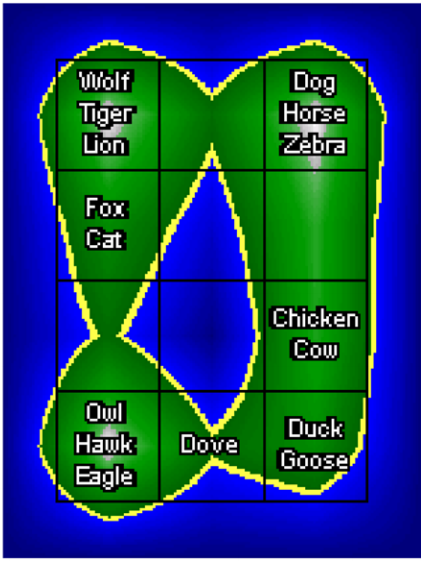 Wolf
Tiger
Lion
Dog
Horse
Zebra
Fox
Cat
Chicken
Cow
Owl
Hawk
Eagle
Dove
Duck
Goose